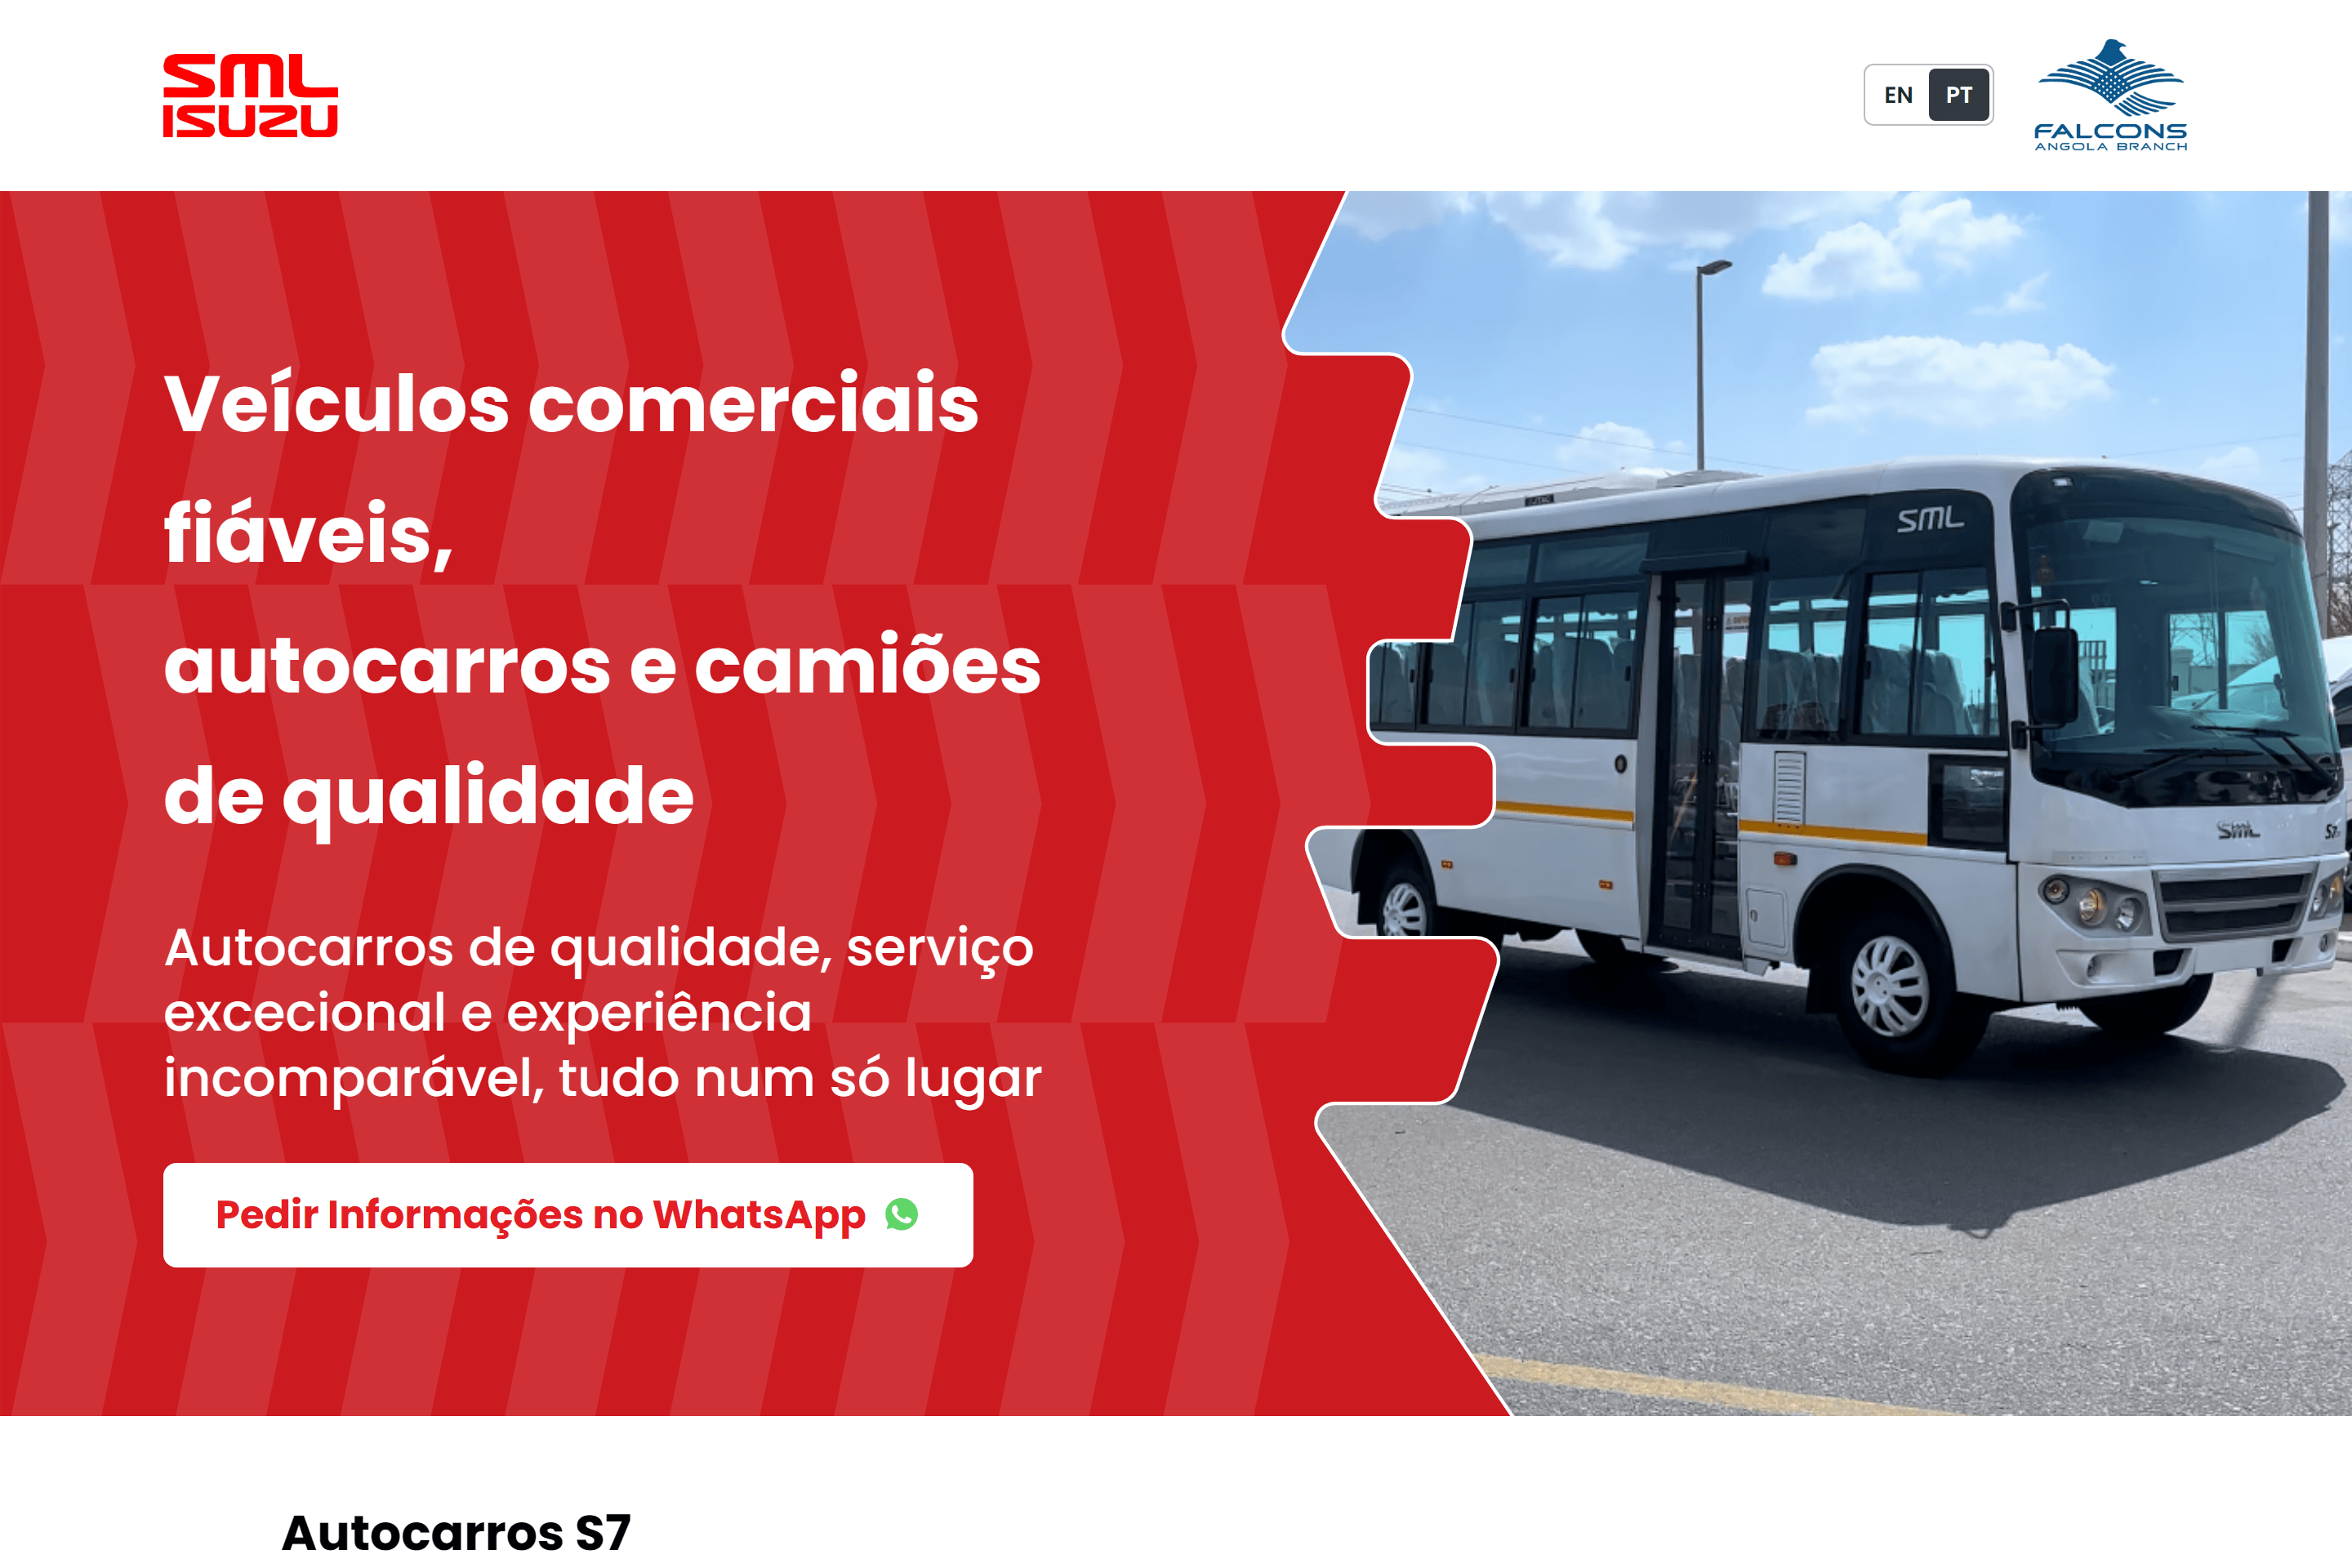 SML
ISUZU
EN PT
FALCONS
ANGOLA BRANCH
Veículos comerciais
fiáveis,
autocarros e camiões
de qualidade
Autocarros de qualidade, serviço
excecional e experiência
incomparável, tudo num só lugar
Pedir Informações no WhatsApp
SML
SML
S7
Autocarros S7